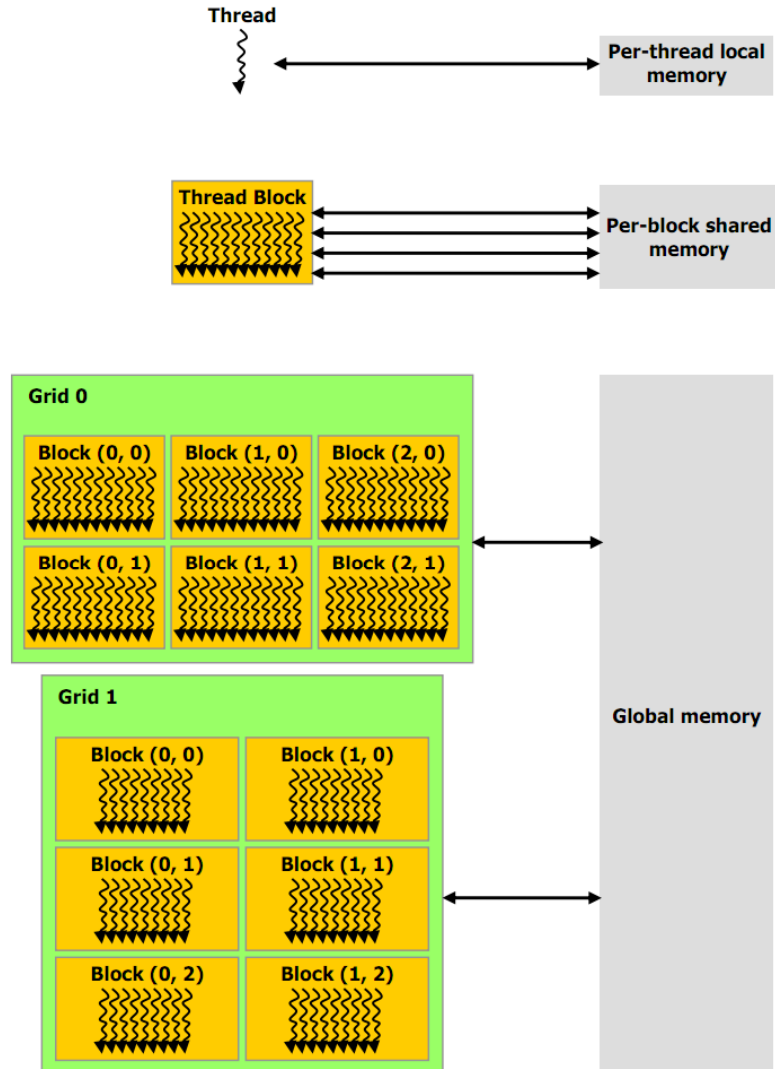 Thread
Per-thread local
memory
Thread Block
Per-block shared
memory
Grid 0
Block (0, 0)
Block (1, 0)
Block (2, 0)
Block (0, 1)
Block (1, 1)
Block (2, 1)
Grid 1
Global memory
Block (0, 0)
Block (1, 0)
Block (0, 1)
Block (1, 1)
Block (0, 2)
Block (1, 2)